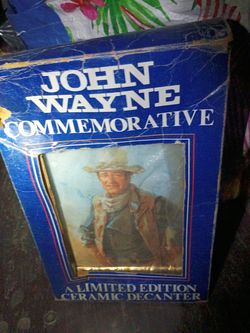 JOHN
WAYNE
COMMEMORATIVE
A LIMITED EDITION
CERAMIC DECANTER